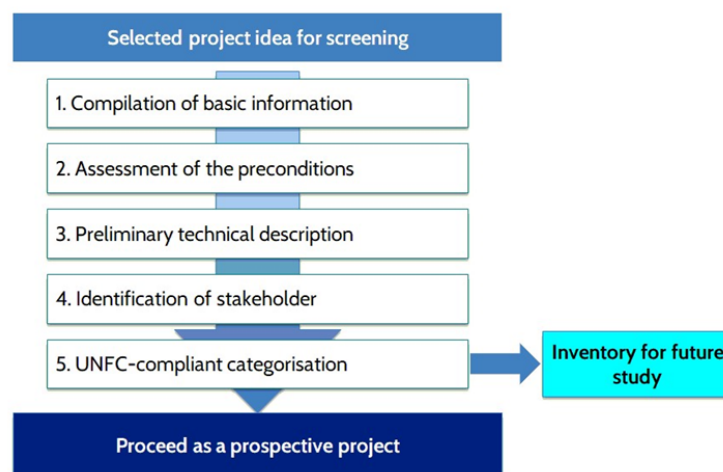 Selected project idea for screening
1. Compilation of basic information
2. Assessment of the preconditions
3. Preliminary technical description
4. Identification of stakeholder
5. UNFC-compliant categorisation
Inventory for future
study
Proceed as a prospective project